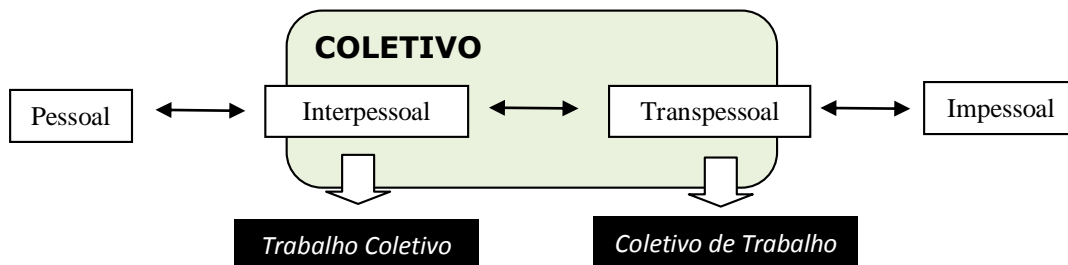 COLETIVO
Pessoal
Interpessoal
Transpessoal
Impessoal
Trabalho Coletivo
Coletivo de Trabalho